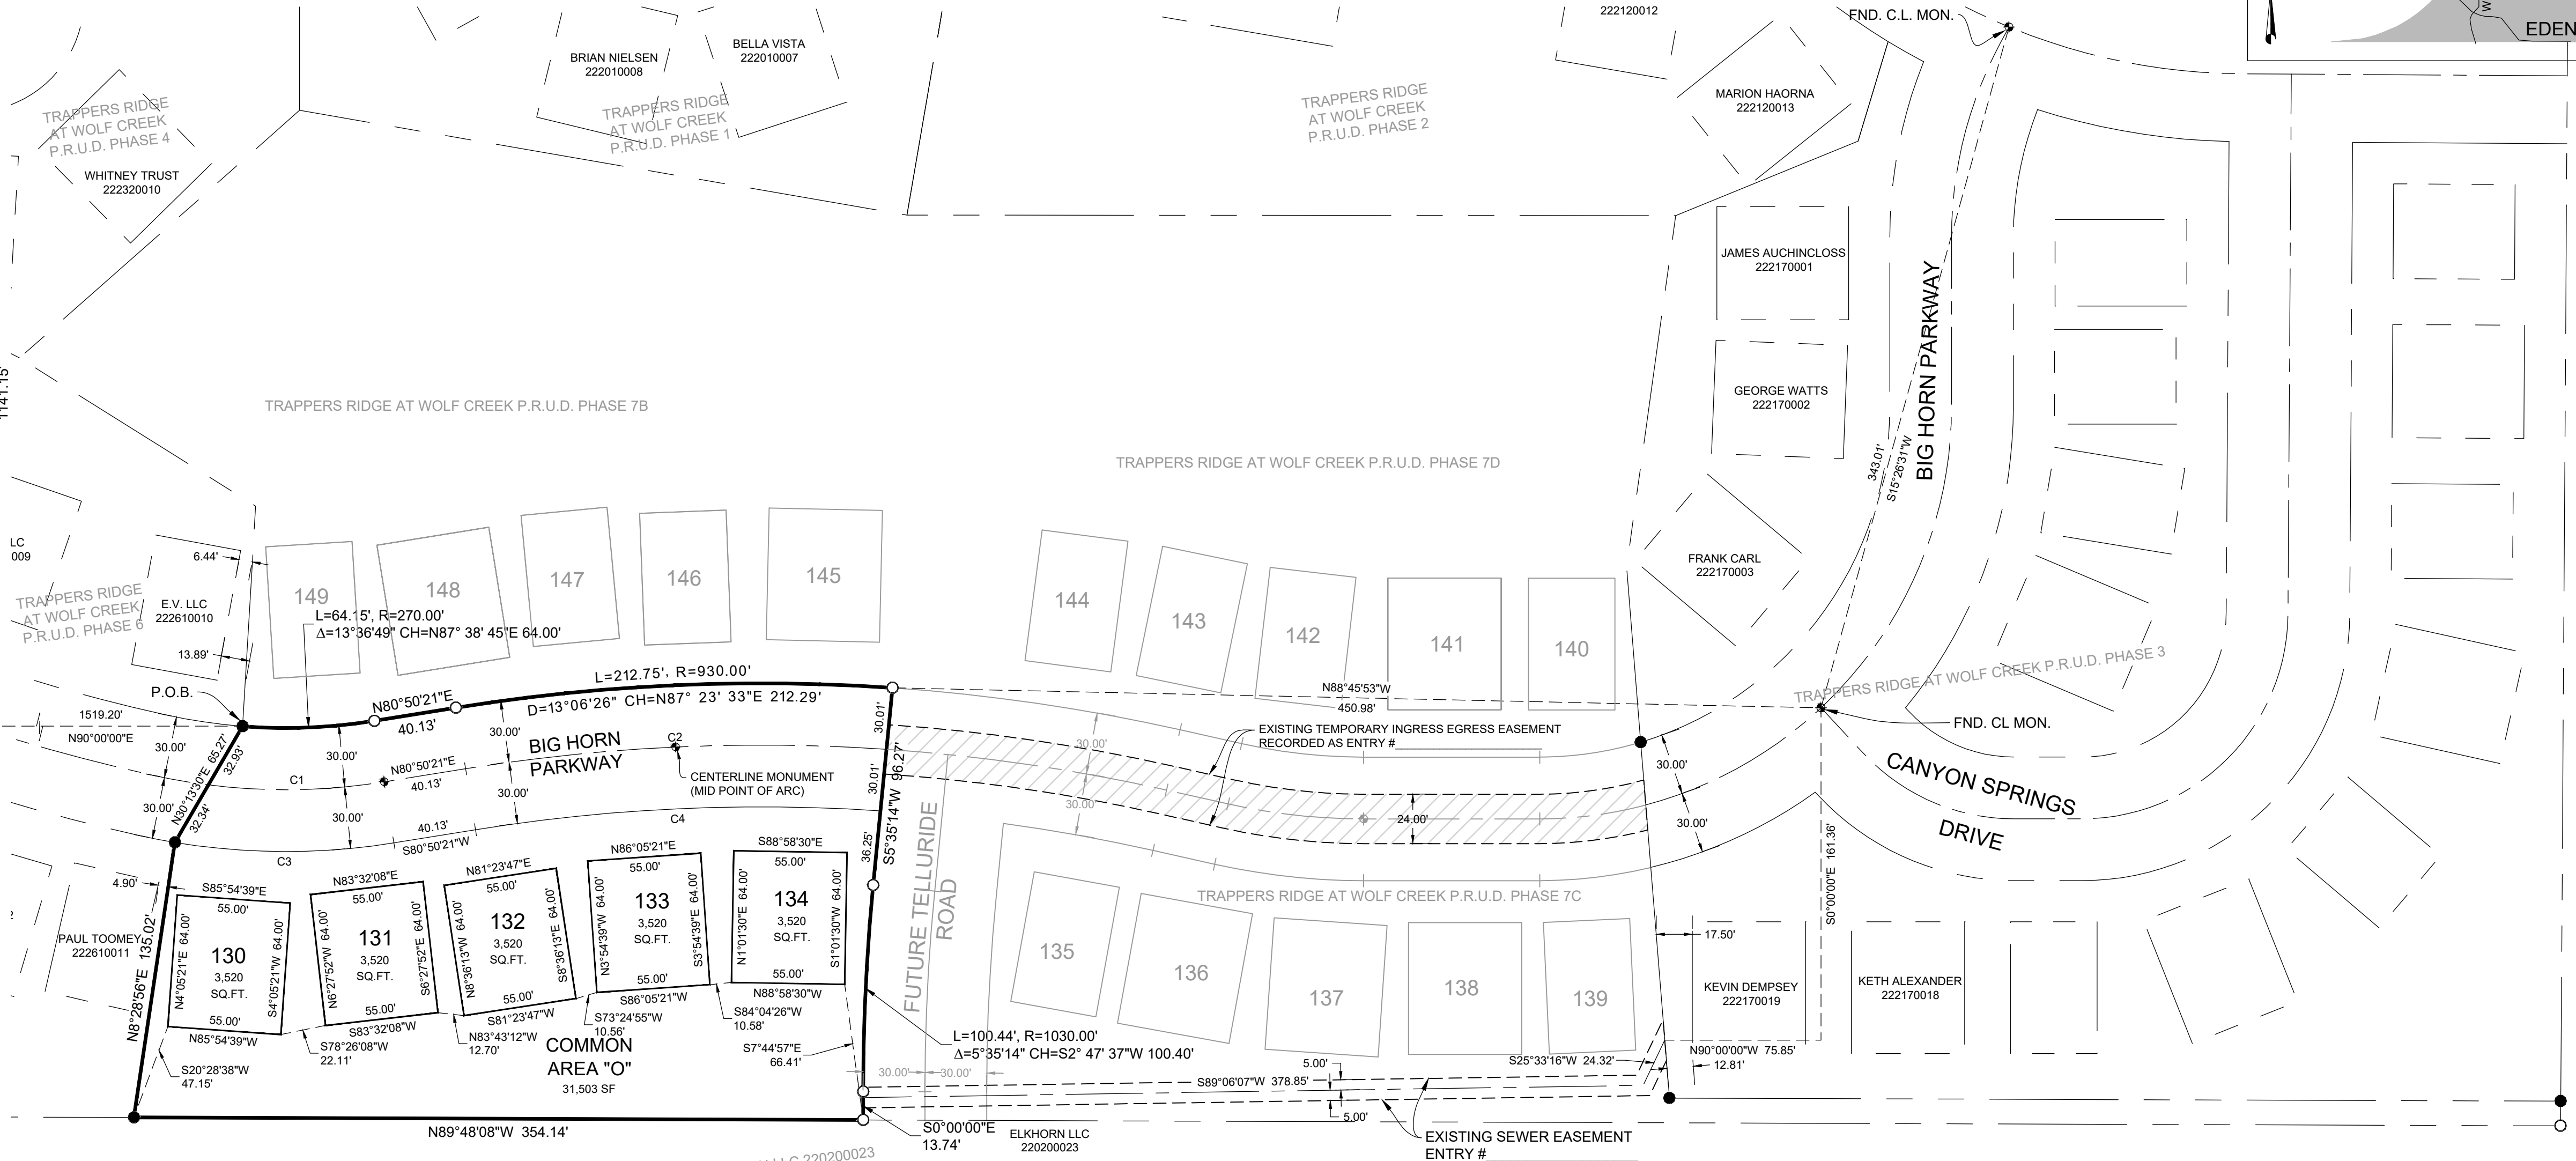 222120012
FND. C.L. MON.
EDEN
W
BRIAN NIELSEN
222010008
BELLA VISTA
222010007
TRAPPERS RIDGE
AT WOLF CREEK
P.R.U.D. PHASE 4
WHITNEY TRUST
222320010
TRAPPERS RIDGE
AT WOLF CREEK
P.R.U.D. PHASE 1
TRAPPERS RIDGE
AT WOLF CREEK
P.R.U.D. PHASE 2
MARION HAORNA
222120013
JAMES AUCHINCLOSS
222170001
GEORGE WATTS
222170002
FRANK CARL
222170003
BIG HORN PARKWAY
343.01'
S15°26'31"W
1141.15'
TRAPPERS RIDGE AT WOLF CREEK P.R.U.D. PHASE 7B
TRAPPERS RIDGE AT WOLF CREEK P.R.U.D. PHASE 7D
LC
009
6.44'
E.V. LLC
222610010
13.89'
TRAPPERS RIDGE
AT WOLF CREEK
P.R.U.D. PHASE 6
149
148
147
146
145
144
143
142
141
140
L=64.15', R=270.00'
Δ=13°36'49" CH=N87° 38' 45"E 64.00'
P.O.B.
1519.20'
N90°00'00"E
N80°50'21"E
40.13'
L=212.75', R=930.00'
D=13°06'26" CH=N87° 23' 33"E 212.29'
N88°45'53"W
450.98'
TRAPPERS RIDGE AT WOLF CREEK P.R.U.D. PHASE 3
FND. CL MON.
CANYON SPRINGS
DRIVE
30.00'
30.00'
N30°13'30"E 65.27'
32.93'
32.34'
30.00'
30.00'
C1
N80°50'21"E
40.13'
30.00'
30.00'
BIG HORN
PARKWAY
C2
CENTERLINE MONUMENT
(MID POINT OF ARC)
30.01'
30.01'
36.25'
S5°35'14"W 96.27'
30.00'
30.00'
EXISTING TEMPORARY INGRESS EGRESS EASEMENT
RECORDED AS ENTRY #
24.00'
30.00'
30.00'
C3
40.13'
S80°50'21"W
C4
FUTURE TELLURIDE
ROAD
TRAPPERS RIDGE AT WOLF CREEK P.R.U.D. PHASE 7C
S0°00'00"E 161.36'
4.90'
PAUL TOOMEY
222610011
2
N8°28'56"E 135.02'
S85°54'39"E
55.00'
N4°05'21"E 64.00'
130
3,520
SQ.FT.
S4°05'21"W 64.00'
55.00'
N85°54'39"W
N83°32'08"E
55.00'
N6°27'52"W 64.00'
131
3,520
SQ.FT.
S6°27'52"E 64.00'
55.00'
S83°32'08"W
N81°23'47"E
55.00'
N8°36'13"W 64.00'
132
3,520
SQ.FT.
S8°36'13"E 64.00'
55.00'
S81°23'47"W
N86°05'21"E
55.00'
N3°54'39"W 64.00'
133
3,520
SQ.FT.
S3°54'39"E 64.00'
55.00'
S86°05'21"W
S88°58'30"E
55.00'
N1°01'30"E 64.00'
134
3,520
SQ.FT.
S1°01'30"W 64.00'
55.00'
N88°58'30"W
135
136
137
138
139
17.50'
KEVIN DEMPSEY
222170019
KETH ALEXANDER
222170018
S20°28'38"W
47.15'
S78°26'08"W
22.11'
N83°43'12"W
12.70'
S73°24'55"W
10.56'
S84°04'26"W
10.58'
S7°44'57"E
66.41'
COMMON
AREA "O"
31,503 SF
L=100.44', R=1030.00'
Δ=5°35'14" CH=S2° 47' 37"W 100.40'
30.00'
30.00'
S89°06'07"W 378.85'
5.00'
5.00'
S25°33'16"W 24.32'
N90°00'00"W 75.85'
12.81'
N89°48'08"W 354.14'
S0°00'00"E
13.74'
ELKHORN LLC
220200023
LLC 220200023
EXISTING SEWER EASEMENT
ENTRY #